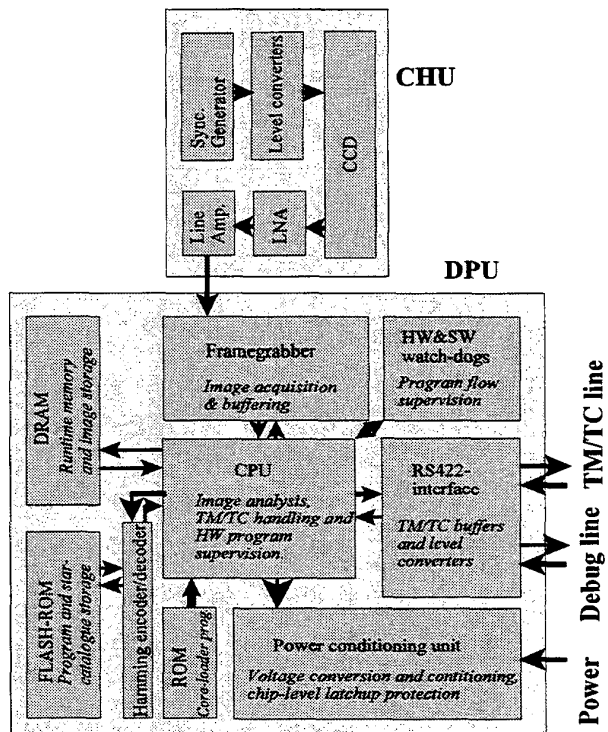 CHU
Sync.
Generator
Level converters
CCD
Line
Amp.
LNA
DPU
DRAM
Runtime memory
and image storage
Framegrabber
Image acquisition
& buffering
HW&SW
watch-dogs
Program flow
supervision
CPU
Image analysis,
TM/TC handling and
HW program
supervision.
RS422-
interface
TM/TC buffers
and level
converters
TM/TC line
Debug line
Power
FLASH-ROM
Program and star-
catalogue storage
Hamming encoder/decoder
ROM
Core-loader prog.
Power conditioning unit
Voltage conversion and contitioning,
chip-level latchup protection